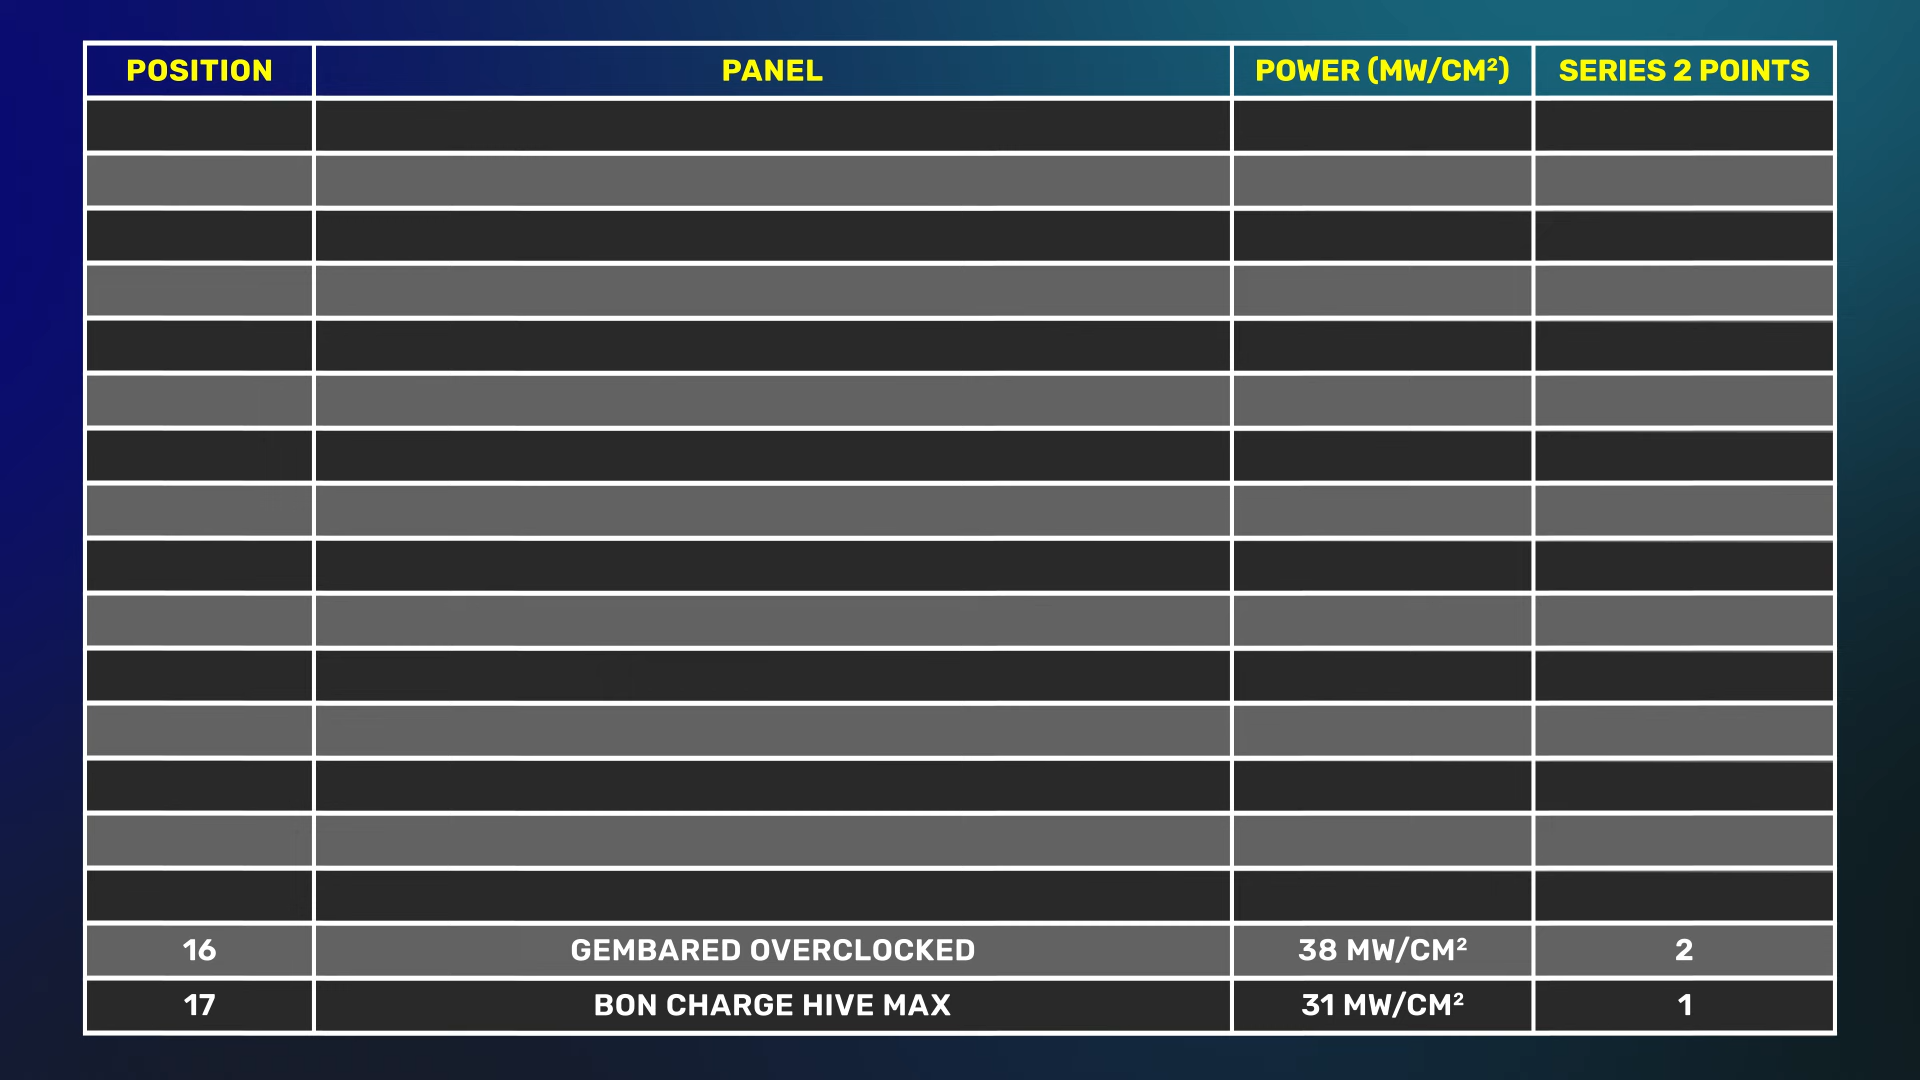 POSITION PANEL POWER (MW/CM²) SERIES 2 POINTS
16 GEMBARED OVERCLOCKED 38 MW/CM² 2
17 BON CHARGE HIVE MAX 31 MW/CM² 1